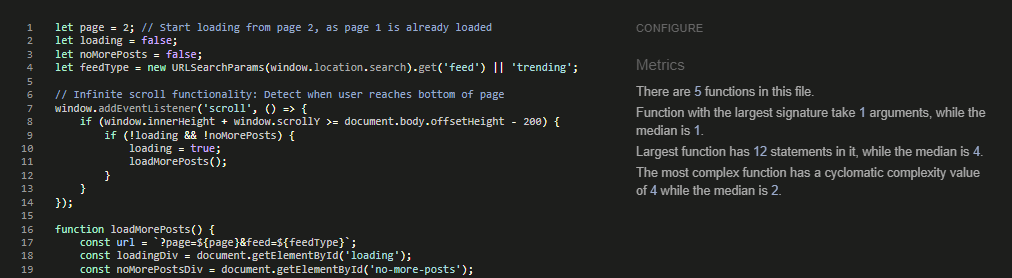 1 let page = 2; // Start loading from page 2, as page 1 is already loaded
2 let loading = false;
3 let noMorePosts = false;
4 let feedType = new URLSearchParams(window.location.search).get('feed') || 'trending';
5
6 // Infinite scroll functionality: Detect when user reaches bottom of page
7 window.addEventListener('scroll', () => {
8     if (window.innerHeight + window.scrollY >= document.body.offsetHeight - 200) {
9         if (!loading && !noMorePosts) {
10             loading = true;
11             loadMorePosts();
12         }
13     }
14 });
15
16 function loadMorePosts() {
17     const url = `?page=${page}&feed=${feedType}`;
18     const loadingDiv = document.getElementById('loading');
19     const noMorePostsDiv = document.getElementById('no-more-posts');
CONFIGURE
Metrics
There are 5 functions in this file.
Function with the largest signature take 1 arguments, while the
median is 1.
Largest function has 12 statements in it, while the median is 4.
The most complex function has a cyclomatic complexity value
of 4 while the median is 2.